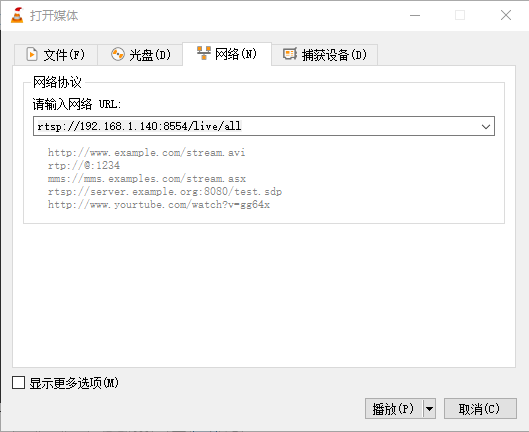 打开媒体
文件(F)
光盘(D)
网络(N)
捕获设备(D)
网络协议
请输入网络 URL:
rtsp://192.168.1.140:8554/live/all
http://www.example.com/stream.avi
rtp://@:1234
mms://mms.examples.com/stream.asx
rtsp://server.example.org:8080/test.sdp
http://www.yourtube.com/watch?v=gg64x
显示更多选项(M)
播放(P)
取消(C)